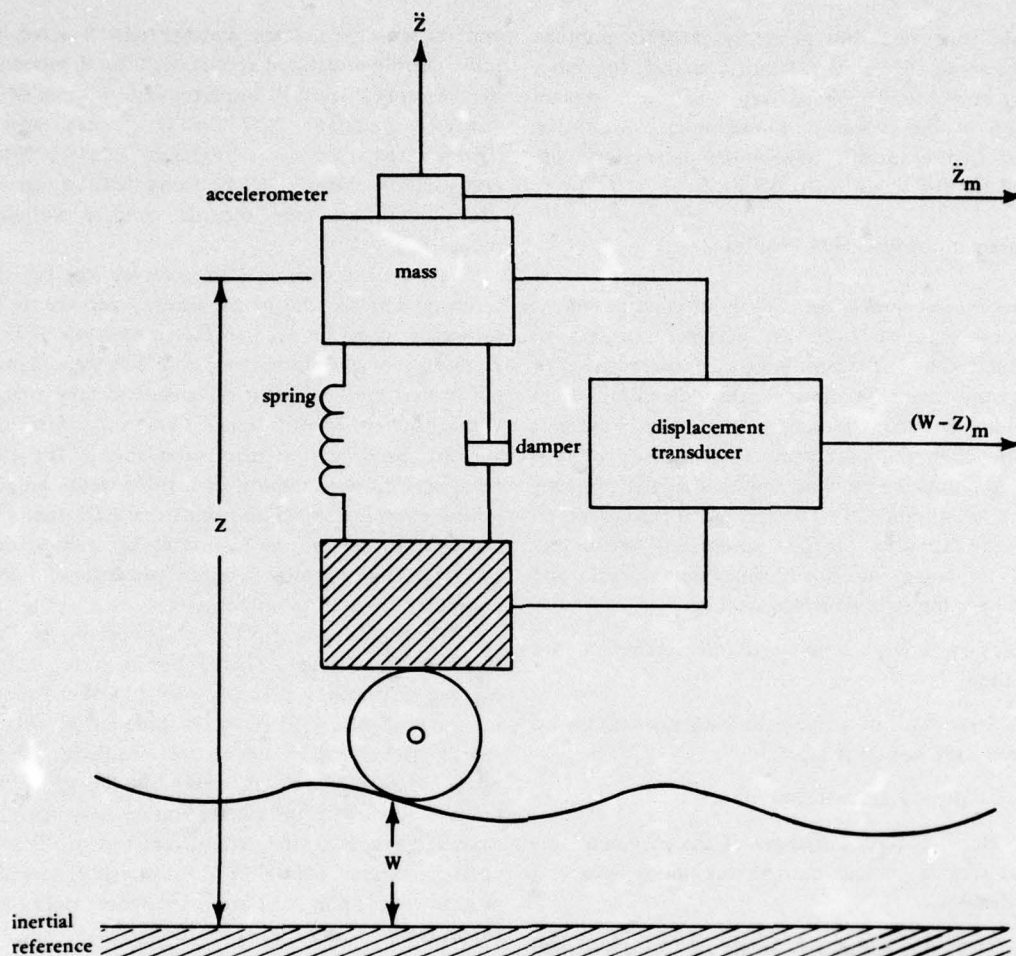 Z̈
accelerometer
Z̈m
mass
spring
displacement
transducer
(W – Z)m
damper
Z
W
inertial
reference